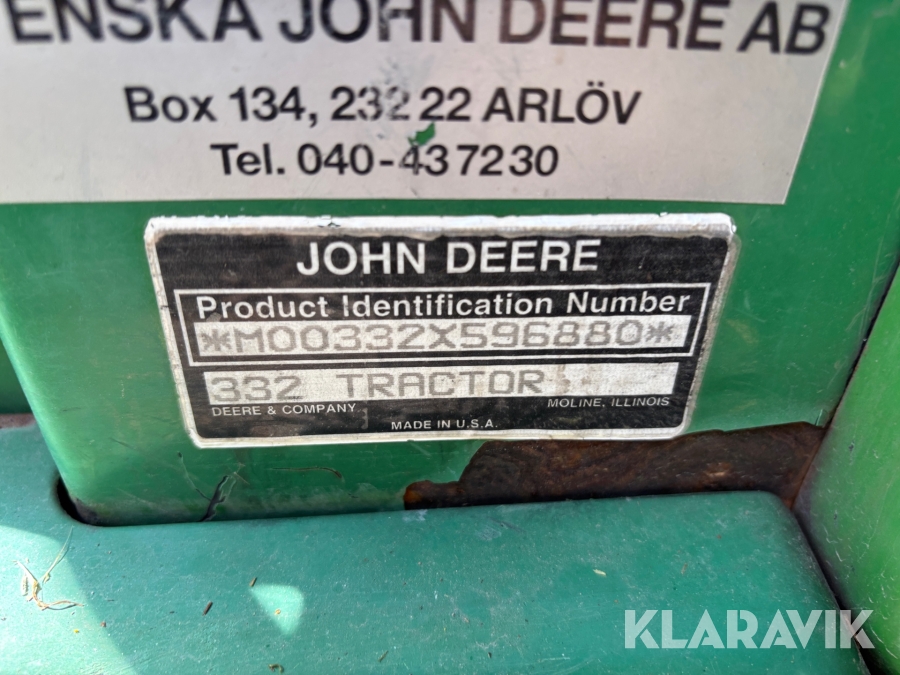 ENSKA JOHN DEERE AB
Box 134, 232 22 ARLÖV
Tel. 040-43 72 30
JOHN DEERE
Product Identification Number
*M00332X596880*
332 TRACTOR
DEERE & COMPANY MOLINE, ILLINOIS
MADE IN U.S.A.
KLARAVIK